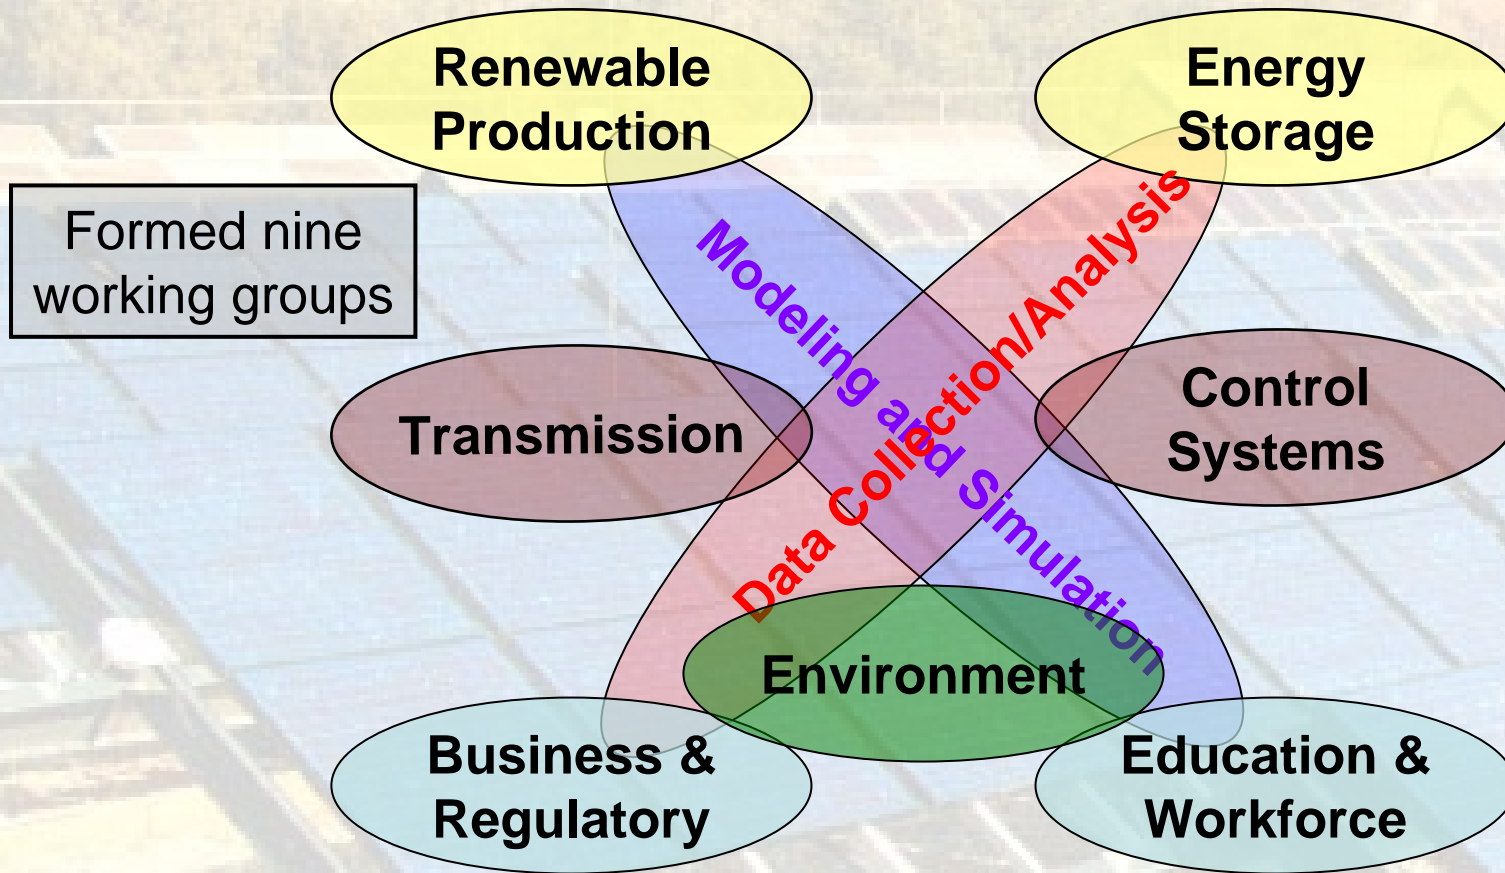 Renewable
Production
Energy
Storage
Formed nine
working groups
Modeling and Simulation
Data Collection/Analysis
Transmission
Control
Systems
Environment
Business &
Regulatory
Education &
Workforce